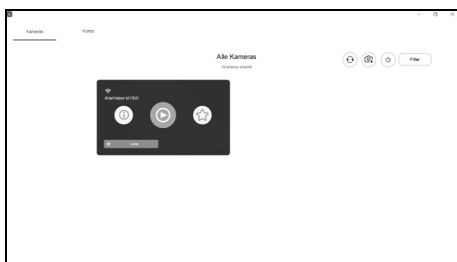 Kameras
Konto
Alle Kameras
Filter
AVerVision M15W
Live